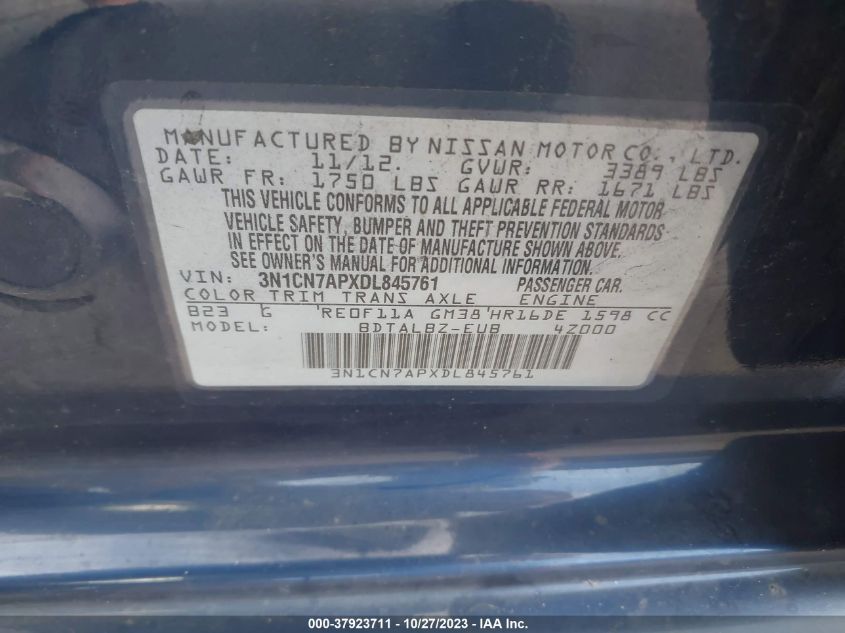 MANUFACTURED BY NISSAN MOTOR CO., LTD.
DATE: 11/12. GVWR: 3389 LBS
GAWR FR: 1750 LBS GAWR RR: 1671 LBS
THIS VEHICLE CONFORMS TO ALL APPLICABLE FEDERAL MOTOR
VEHICLE SAFETY, BUMPER AND THEFT PREVENTION STANDARDS
IN EFFECT ON THE DATE OF MANUFACTURE SHOWN ABOVE.
SEE OWNER'S MANUAL FOR ADDITIONAL INFORMATION.
VIN: 3N1CN7APXDL845761 PASSENGER CAR.
COLOR TRIM TRANS AXLE ENGINE
B23 G 'RE0F11A GM38'HR16DE 1598 CC
MODEL: BDTALBZ-EUB 4Z000
3N1CN7APXDL845761
000-37923711 - 10/27/2023 - Copyright © IAA, Inc.